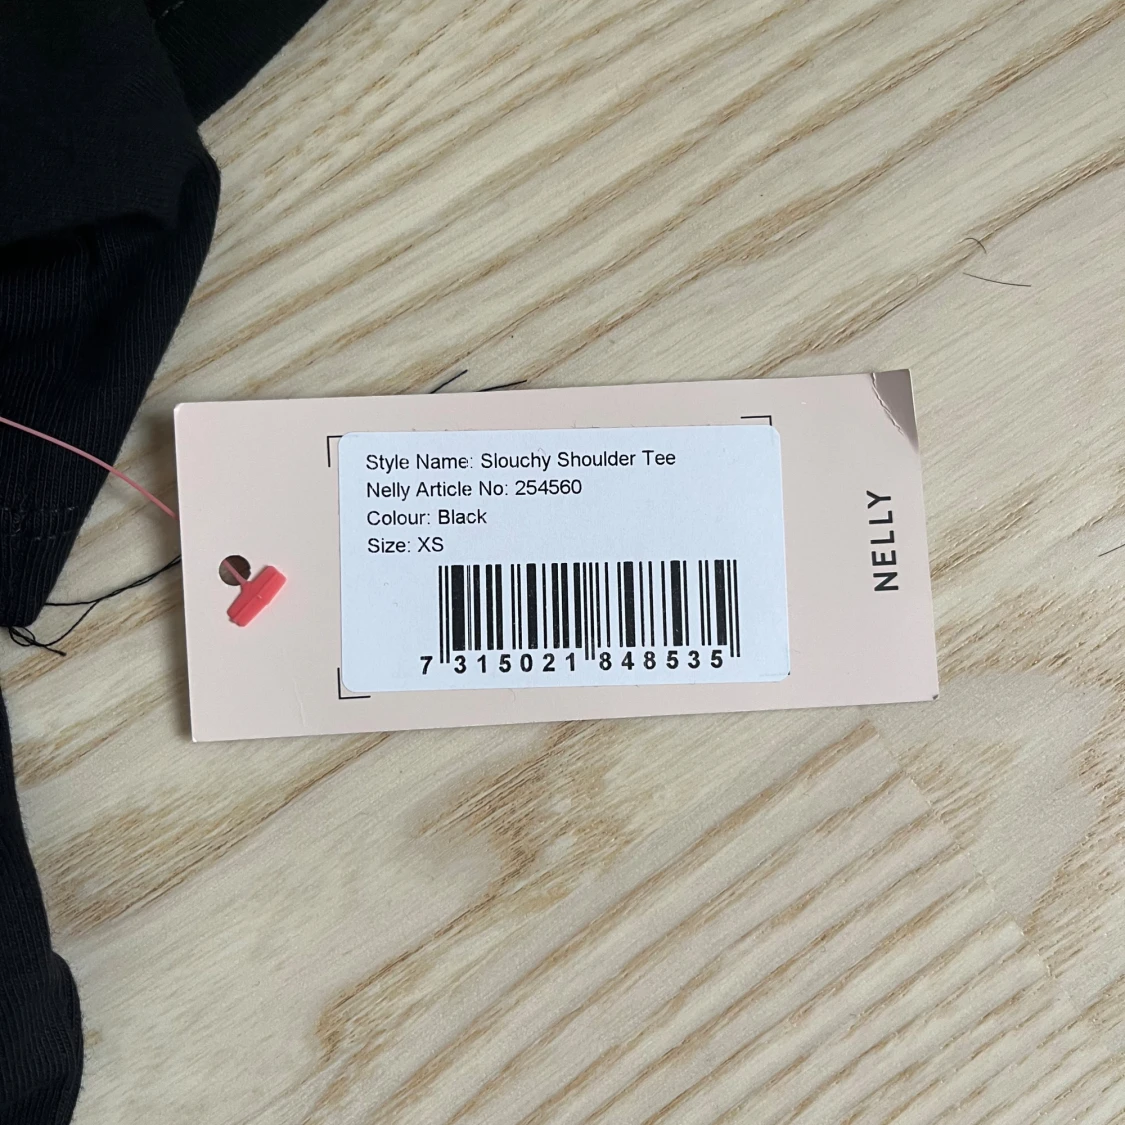 Style Name: Slouchy Shoulder Tee
Nelly Article No: 254560
Colour: Black
Size: XS
7 315021 848535
NELLY